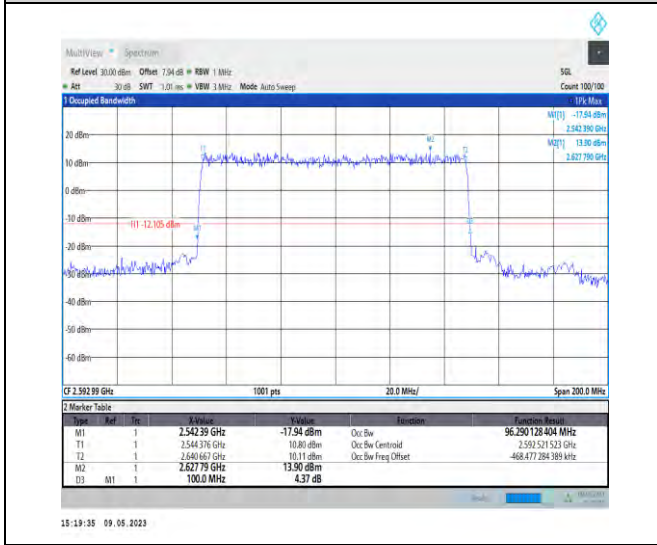 MultiView Spectrum
Ref Level 30.00 dBm Offset 7.94 dB RBW 1 MHz SGL
Att 30 dB SWT 1.01 ms VBW 3 MHz Mode Auto Sweep Count 100/100
1 Occupied Bandwidth 1Pk Max
M1[1] -17.94 dBm
2.542 390 GHz
M2[1] 13.90 dBm
2.627 790 GHz
20 dBm
10 dBm
0 dBm
-10 dBm
H1 -12.105 dBm
-20 dBm
-30 dBm
-40 dBm
-50 dBm
-60 dBm
T1
M2
T2
M1
CF 2.592 99 GHz 1001 pts 20.0 MHz/ Span 200.0 MHz
2 Marker Table
Type Ref Trc X-Value Y-Value Function Function Result
M1 1 2.542 39 GHz -17.94 dBm Occ Bw 96.290 128 404 MHz
T1 1 2.544 376 GHz 10.80 dBm Occ Bw Centroid 2.592 521 523 GHz
T2 1 2.640 667 GHz 10.11 dBm Occ Bw Freq Offset -468.477 284 389 kHz
M2 1 2.627 79 GHz 13.90 dBm
D3 M1 1 100.0 MHz 4.37 dB
15:19:35 09.05.2023